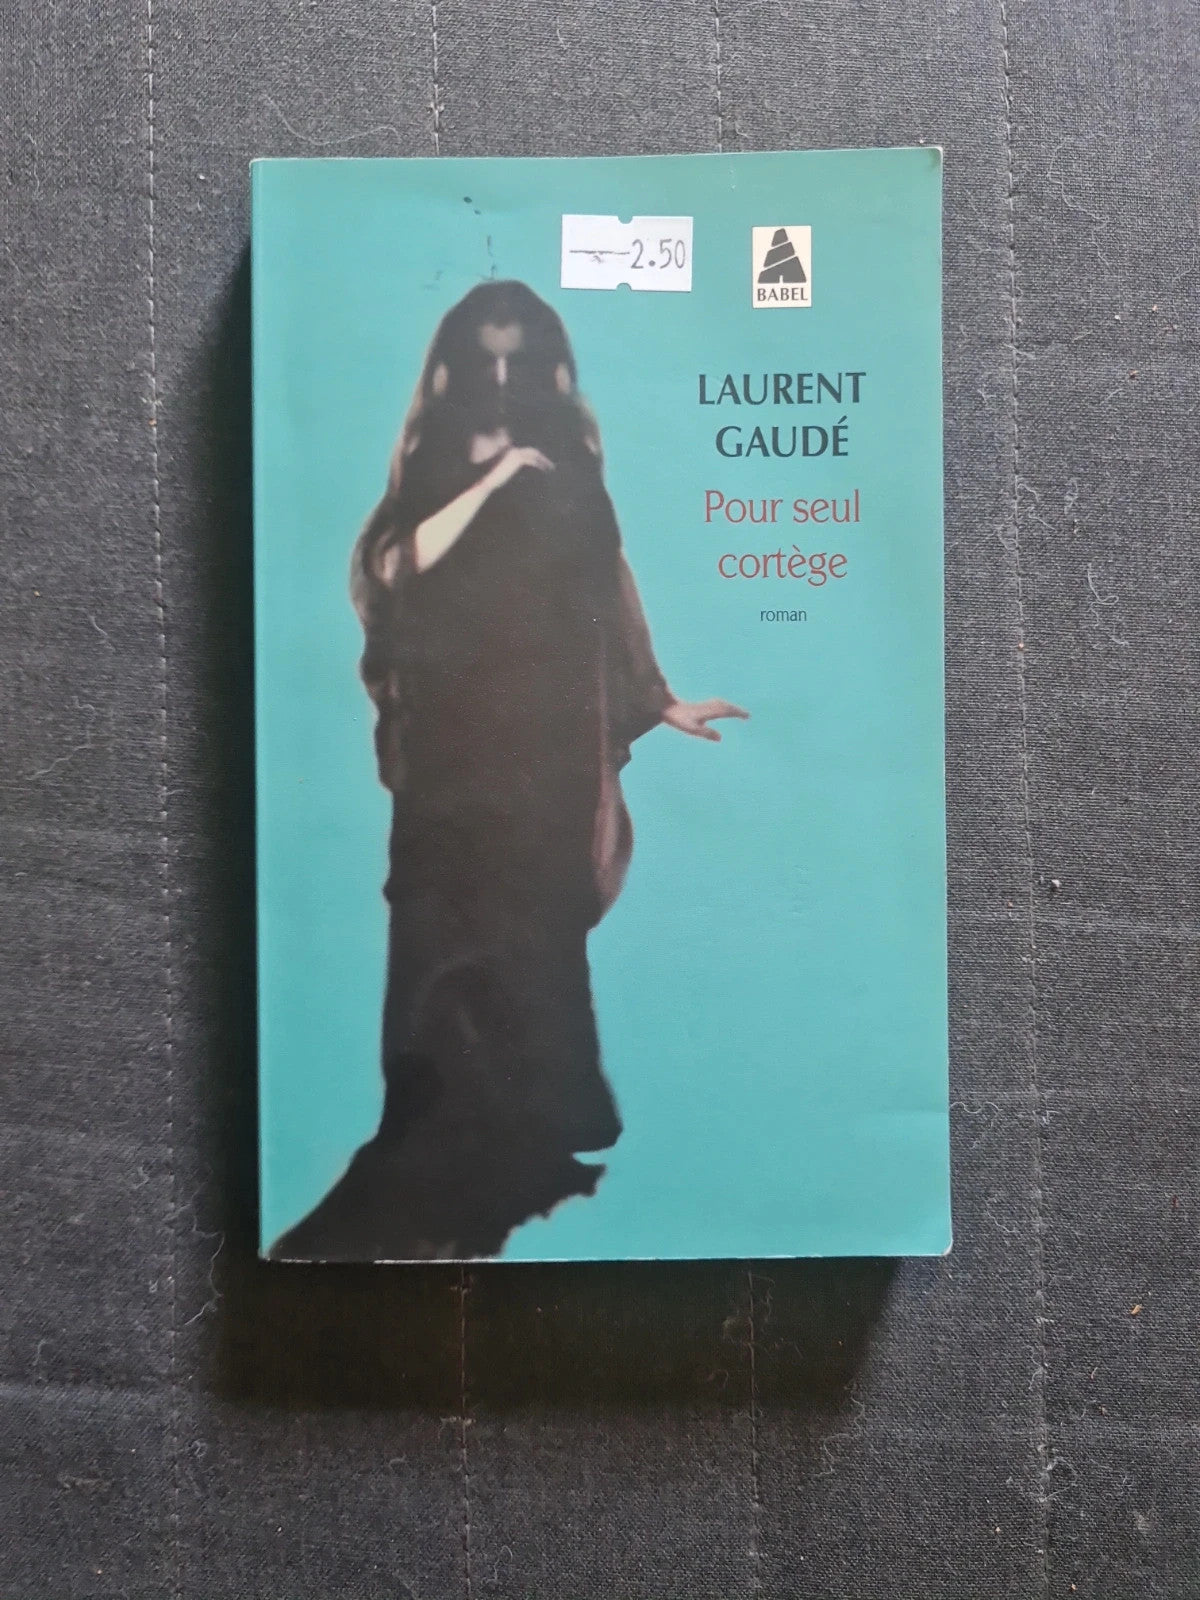 2.50
BABEL
LAURENT
GAUDÉ
Pour seul
cortège
roman